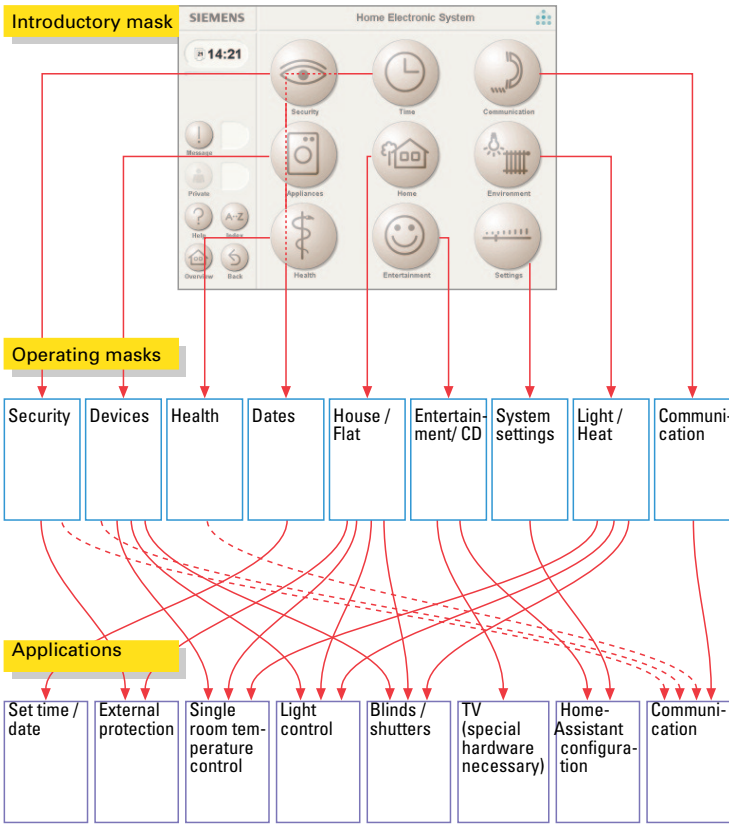 Introductory mask
SIEMENS
Home Electronic System
14:21
Security
Time
Communication
Message
Appliances
Home
Environment
Private
Help
A-Z
Index
Overview
Back
Health
Entertainment
Settings
Operating masks
Security
Devices
Health
Dates
House /
Flat
Entertain-
ment/ CD
System
settings
Light /
Heat
Communi-
cation
Applications
Set time /
date
External
protection
Single
room tem-
perature
control
Light
control
Blinds /
shutters
TV
(special
hardware
necessary)
Home-
Assistant
configura-
tion
Communi-
cation